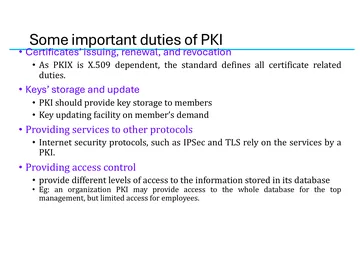 Some important duties of PKI
• Certificates' issuing, renewal, and revocation
• As PKIX is X.509 dependent, the standard defines all certificate related
duties.
• Keys' storage and update
• PKI should provide key storage to members
• Key updating facility on member's demand
• Providing services to other protocols
• Internet security protocols, such as IPSec and TLS rely on the services by a
PKI.
• Providing access control
• provide different levels of access to the information stored in its database
• Eg: an organization PKI may provide access to the whole database for the top
management, but limited access for employees.